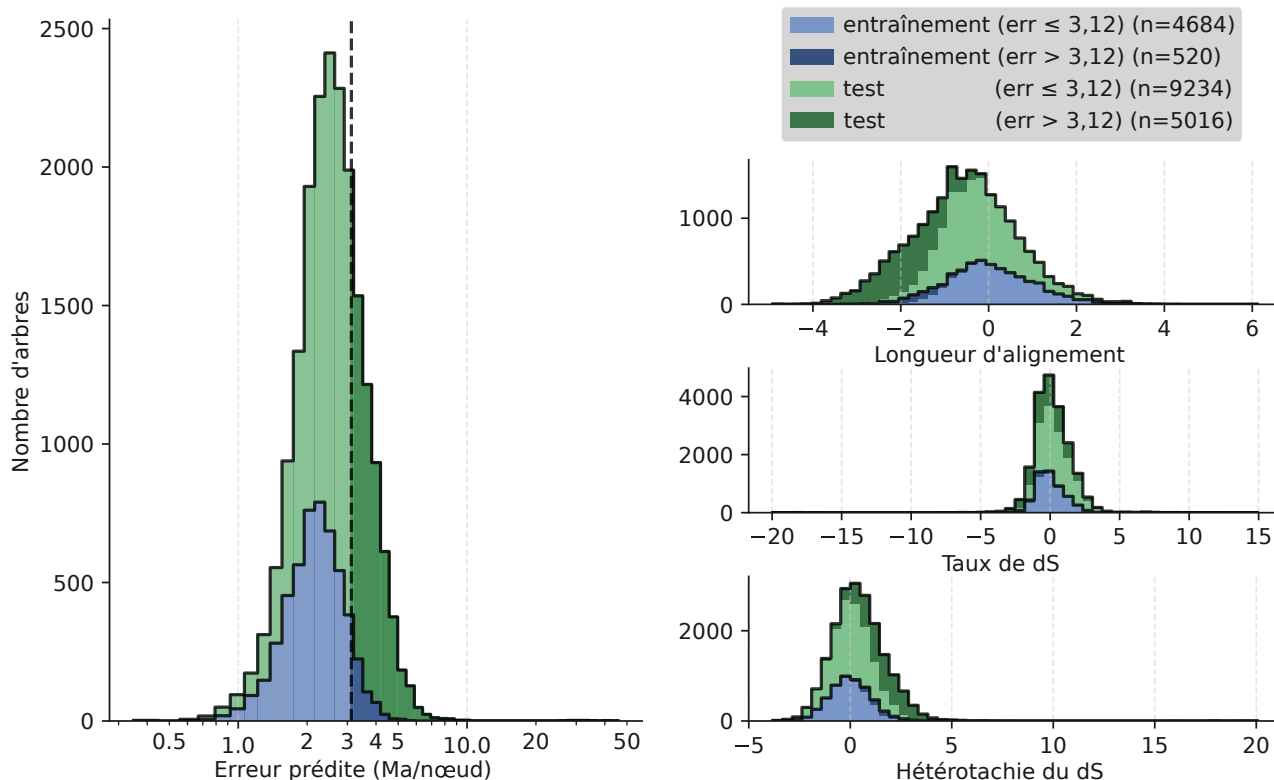 2500
2000
1500
1000
500
0
Nombre d'arbres
0.5 1.0 2 3 4 5 10.0 20 50
Erreur prédite (Ma/nœud)
entraînement (err ≤ 3,12) (n=4684)
entraînement (err > 3,12) (n=520)
test (err ≤ 3,12) (n=9234)
test (err > 3,12) (n=5016)
1000
0
−4 −2 0 2 4 6
Longueur d'alignement
4000
2000
0
−20 −15 −10 −5 0 5 10 15
Taux de dS
2000
0
−5 0 5 10 15 20
Hétérotachie du dS